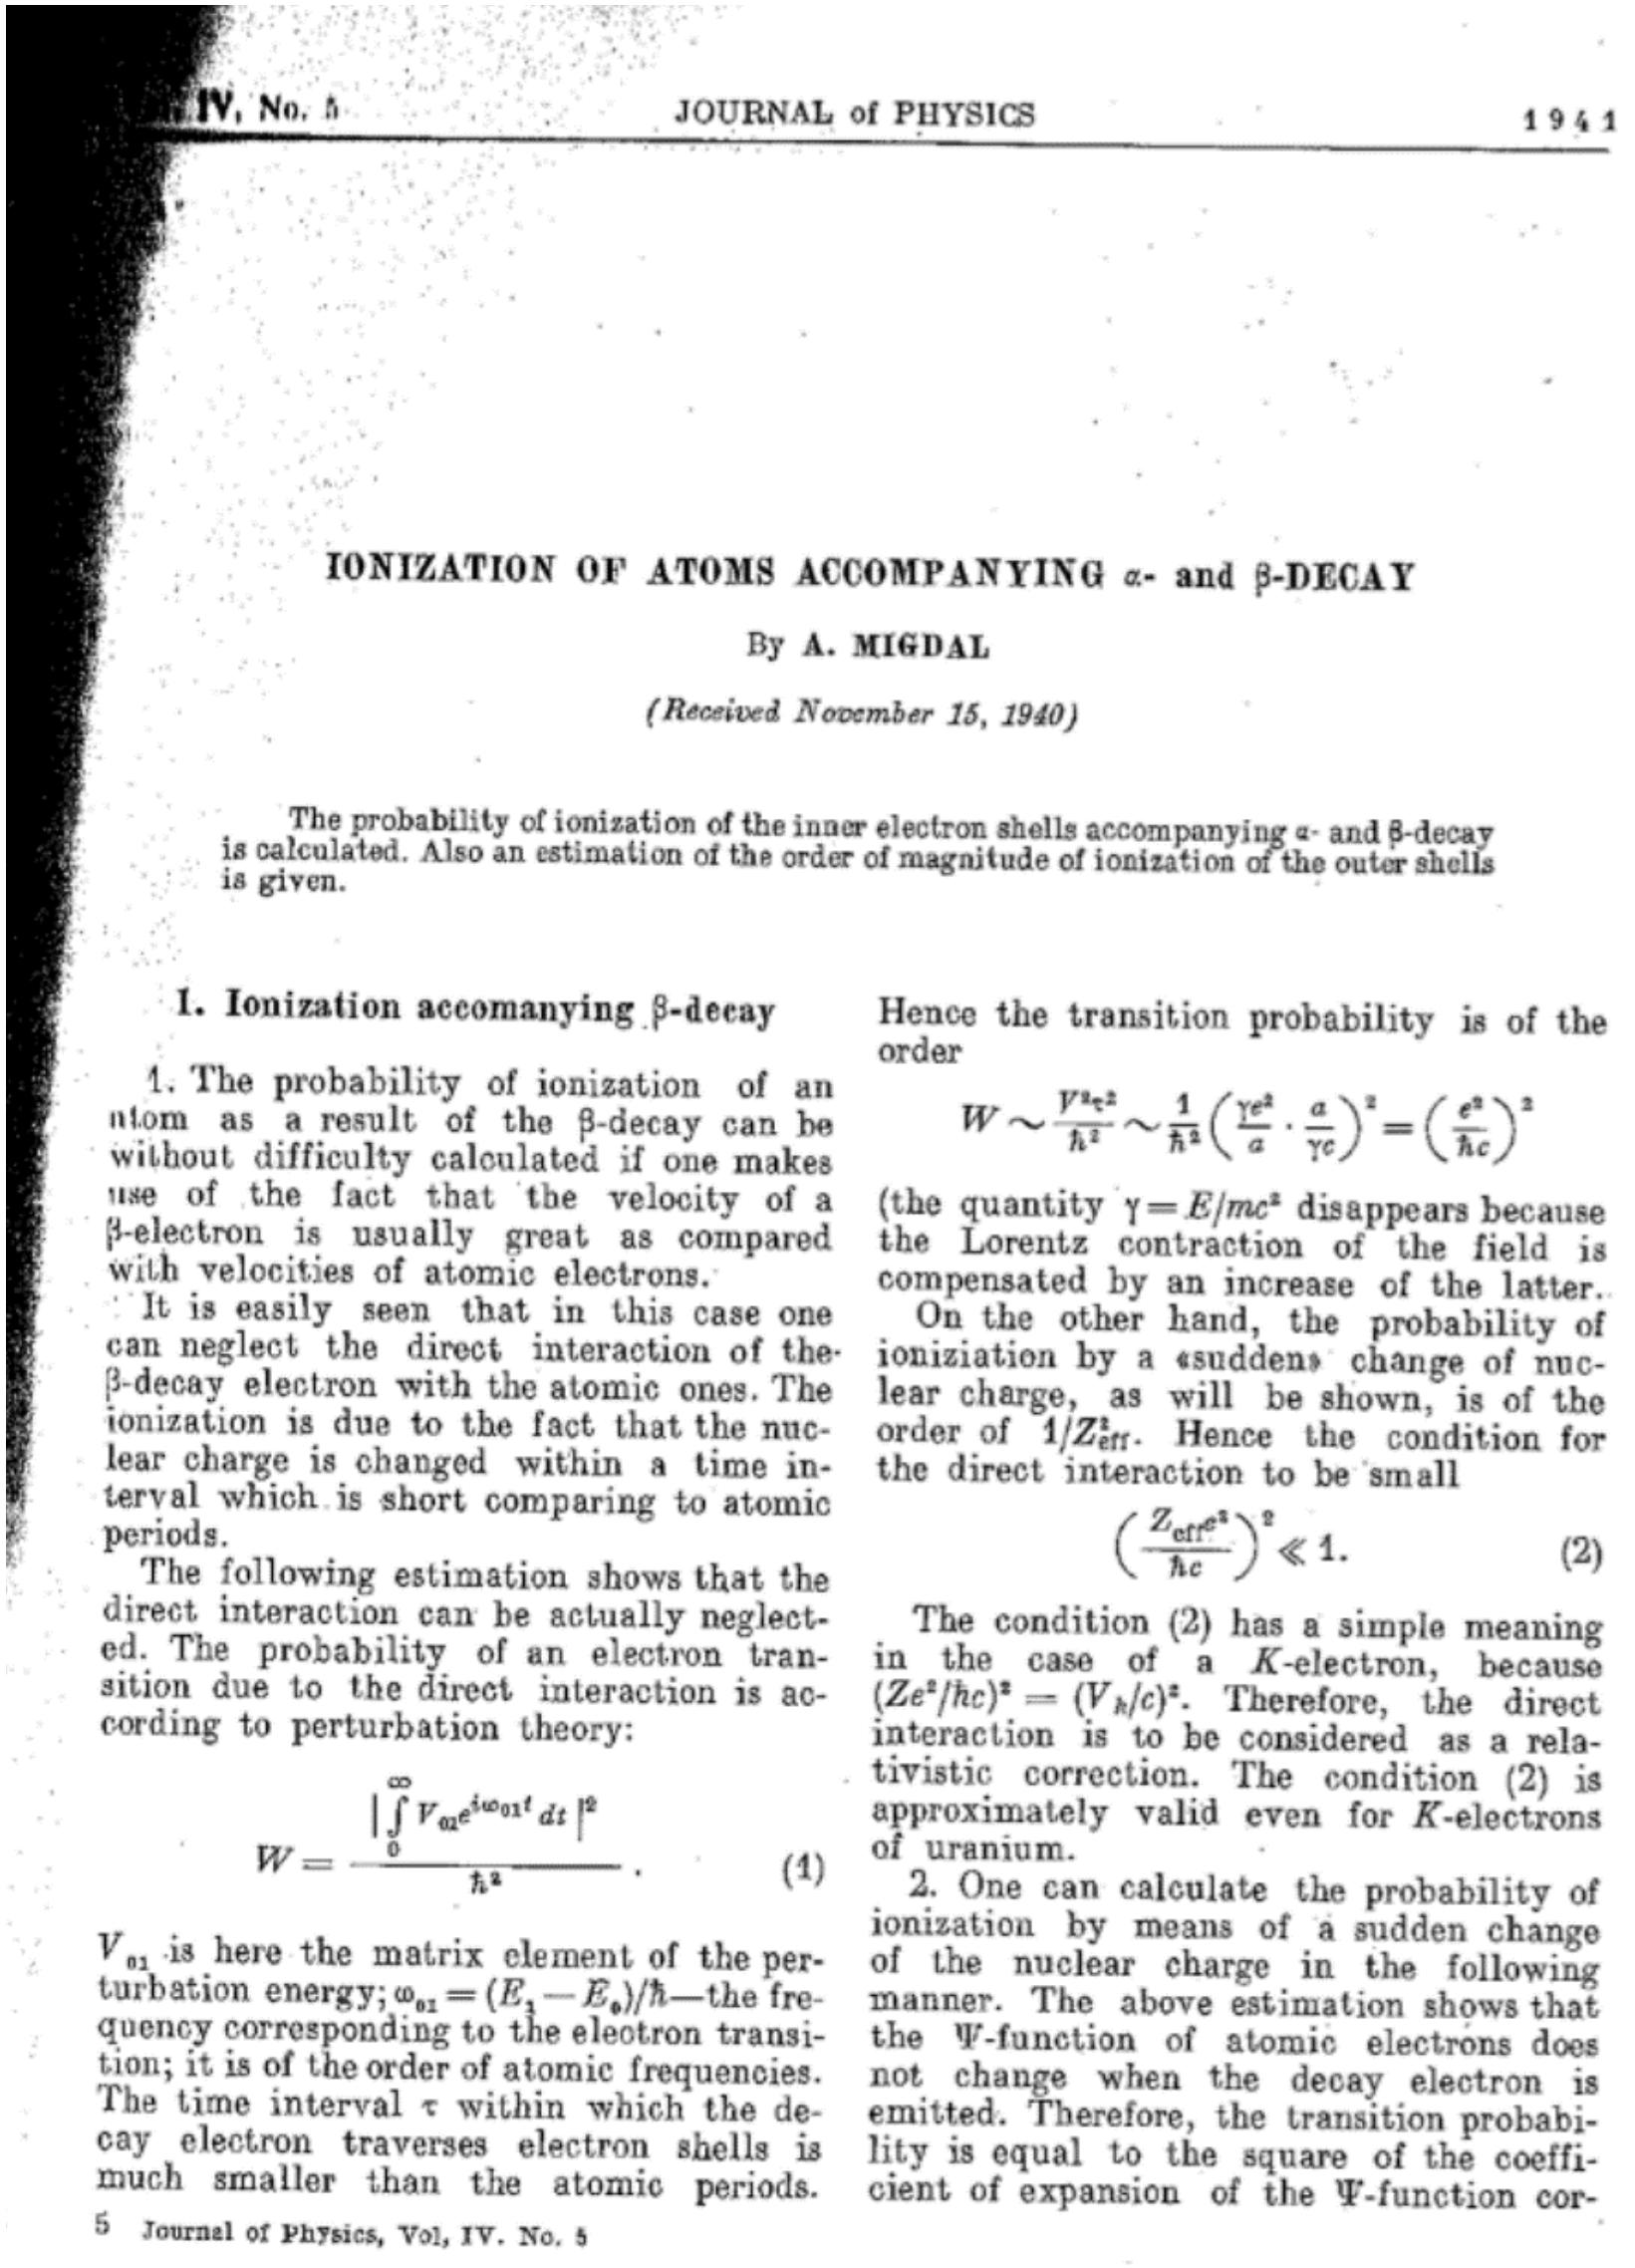 IV, No. 5 JOURNAL of PHYSICS 1941
IONIZATION OF ATOMS ACCOMPANYING α- and β-DECAY
By A. MIGDAL
(Received November 15, 1940)
The probability of ionization of the inner electron shells accompanying α- and β-decay
is calculated. Also an estimation of the order of magnitude of ionization of the outer shells
is given.
I. Ionization accomanying β-decay
1. The probability of ionization of an
atom as a result of the β-decay can be
without difficulty calculated if one makes
use of the fact that the velocity of a
β-electron is usually great as compared
with velocities of atomic electrons.
It is easily seen that in this case one
can neglect the direct interaction of the
β-decay electron with the atomic ones. The
ionization is due to the fact that the nuc-
lear charge is changed within a time in-
terval which is short comparing to atomic
periods.
The following estimation shows that the
direct interaction can be actually neglect-
ed. The probability of an electron tran-
sition due to the direct interaction is ac-
cording to perturbation theory:
W = |∫₀^∞ V₀₁e^{iω₀₁t} dt|² / ħ² . (1)
V₀₁ is here the matrix element of the per-
turbation energy; ω₀₁ = (E₁ — E₀)/ħ—the fre-
quency corresponding to the electron transi-
tion; it is of the order of atomic frequencies.
The time interval τ within which the de-
cay electron traverses electron shells is
much smaller than the atomic periods.
5 Journal of Physics, Vol, IV. No. 5
Hence the transition probability is of the
order
W ~ V²τ²/ħ² ~ 1/ħ² (γe²/a · a/γc)² = (e²/ħc)²
(the quantity γ = E/mc² disappears because
the Lorentz contraction of the field is
compensated by an increase of the latter.
On the other hand, the probability of
ioniziation by a «sudden» change of nuc-
lear charge, as will be shown, is of the
order of 1/Z²eff. Hence the condition for
the direct interaction to be small
(Z_eff e²/ħc)² ≪ 1. (2)
The condition (2) has a simple meaning
in the case of a K-electron, because
(Ze²/ħc)² = (V_k/c)². Therefore, the direct
interaction is to be considered as a rela-
tivistic correction. The condition (2) is
approximately valid even for K-electrons
of uranium.
2. One can calculate the probability of
ionization by means of a sudden change
of the nuclear charge in the following
manner. The above estimation shows that
the Ψ-function of atomic electrons does
not change when the decay electron is
emitted. Therefore, the transition probabi-
lity is equal to the square of the coeffi-
cient of expansion of the Ψ-function cor-